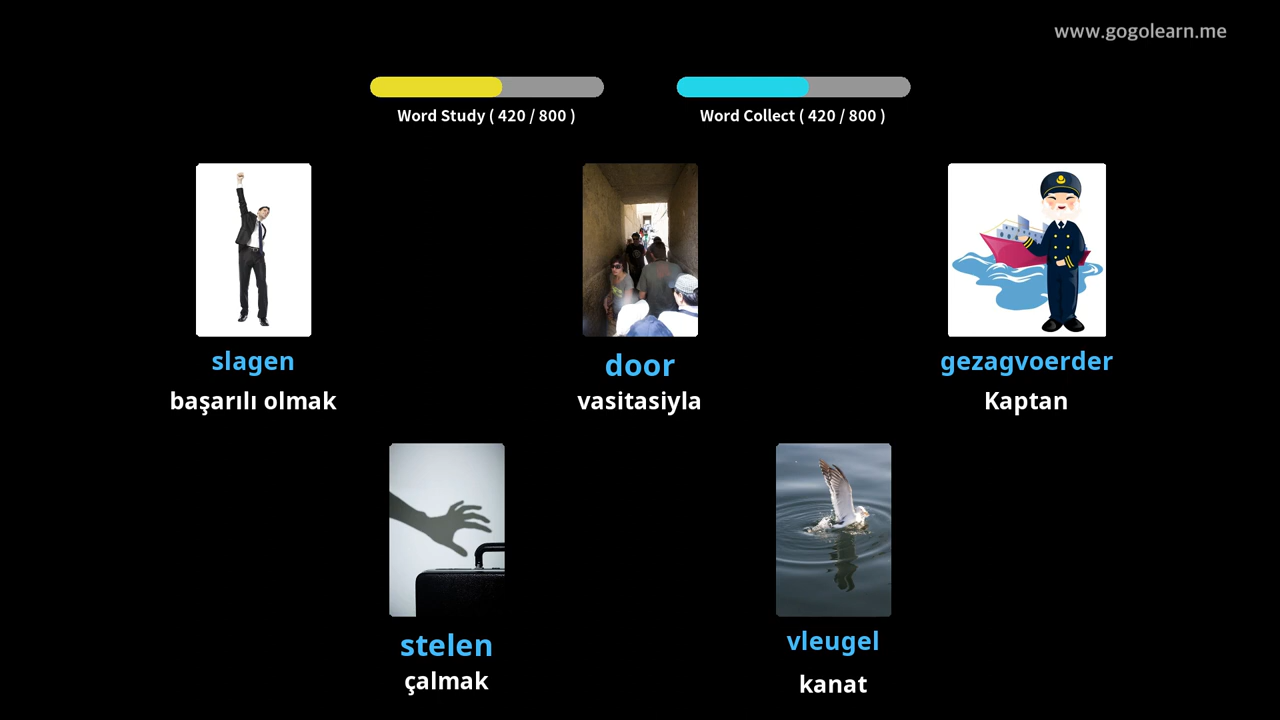 www.gogolearn.me
Word Study ( 420 / 800 )
Word Collect ( 420 / 800 )
slagen
başarılı olmak
door
vasitasiyla
gezagvoerder
Kaptan
stelen
çalmak
vleugel
kanat